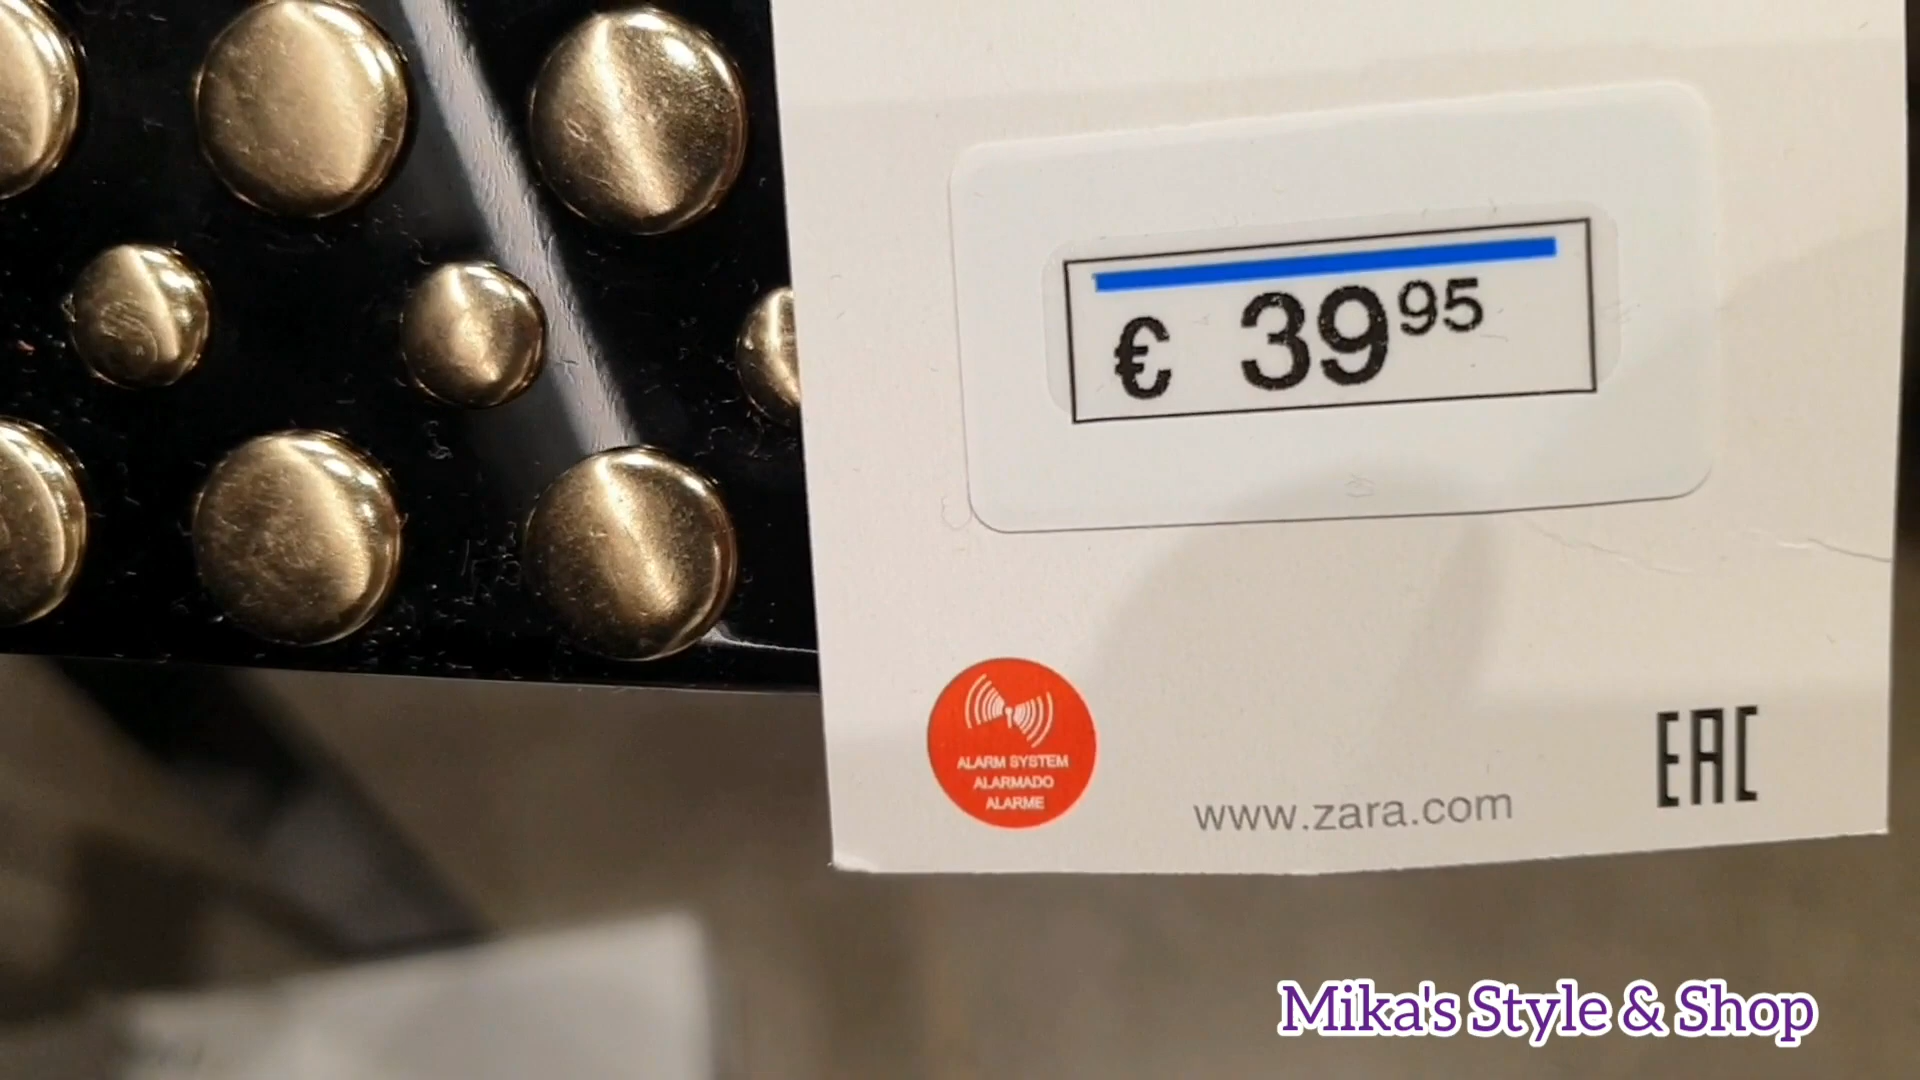 € 39 95
ALARM SYSTEM
ALARMADO
ALARME
www.zara.com
EAC
Mika's Style & Shop